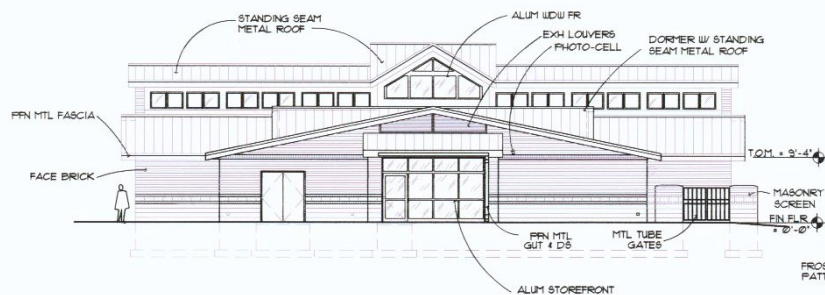 STANDING SEAM
METAL ROOF
ALUM WDW FR
EXH LOUVERS
PHOTO-CELL
DORMER W/ STANDING
SEAM METAL ROOF
PFN MTL FASCIA
FACE BRICK
T.O.M. = 9'-4"
MASONRY
SCREEN
FIN FLR
= 0'-0"
PFN MTL
GUT & DS
MTL TUBE
GATES
ALUM STOREFRONT
FROS
PATT